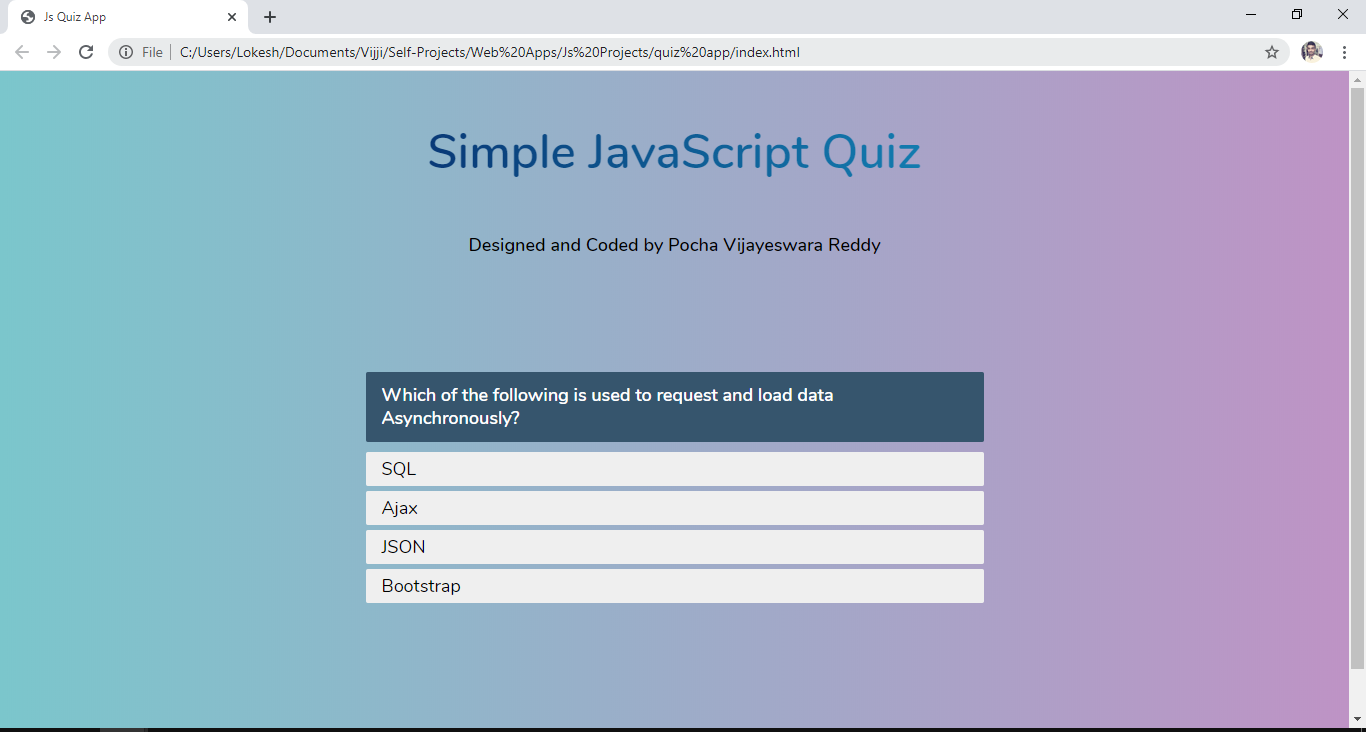 Js Quiz App
File
C:/Users/Lokesh/Documents/Vijji/Self-Projects/Web%20Apps/Js%20Projects/quiz%20app/index.html
Simple JavaScript Quiz
Designed and Coded by Pocha Vijayeswara Reddy
Which of the following is used to request and load data
Asynchronously?
SQL
Ajax
JSON
Bootstrap